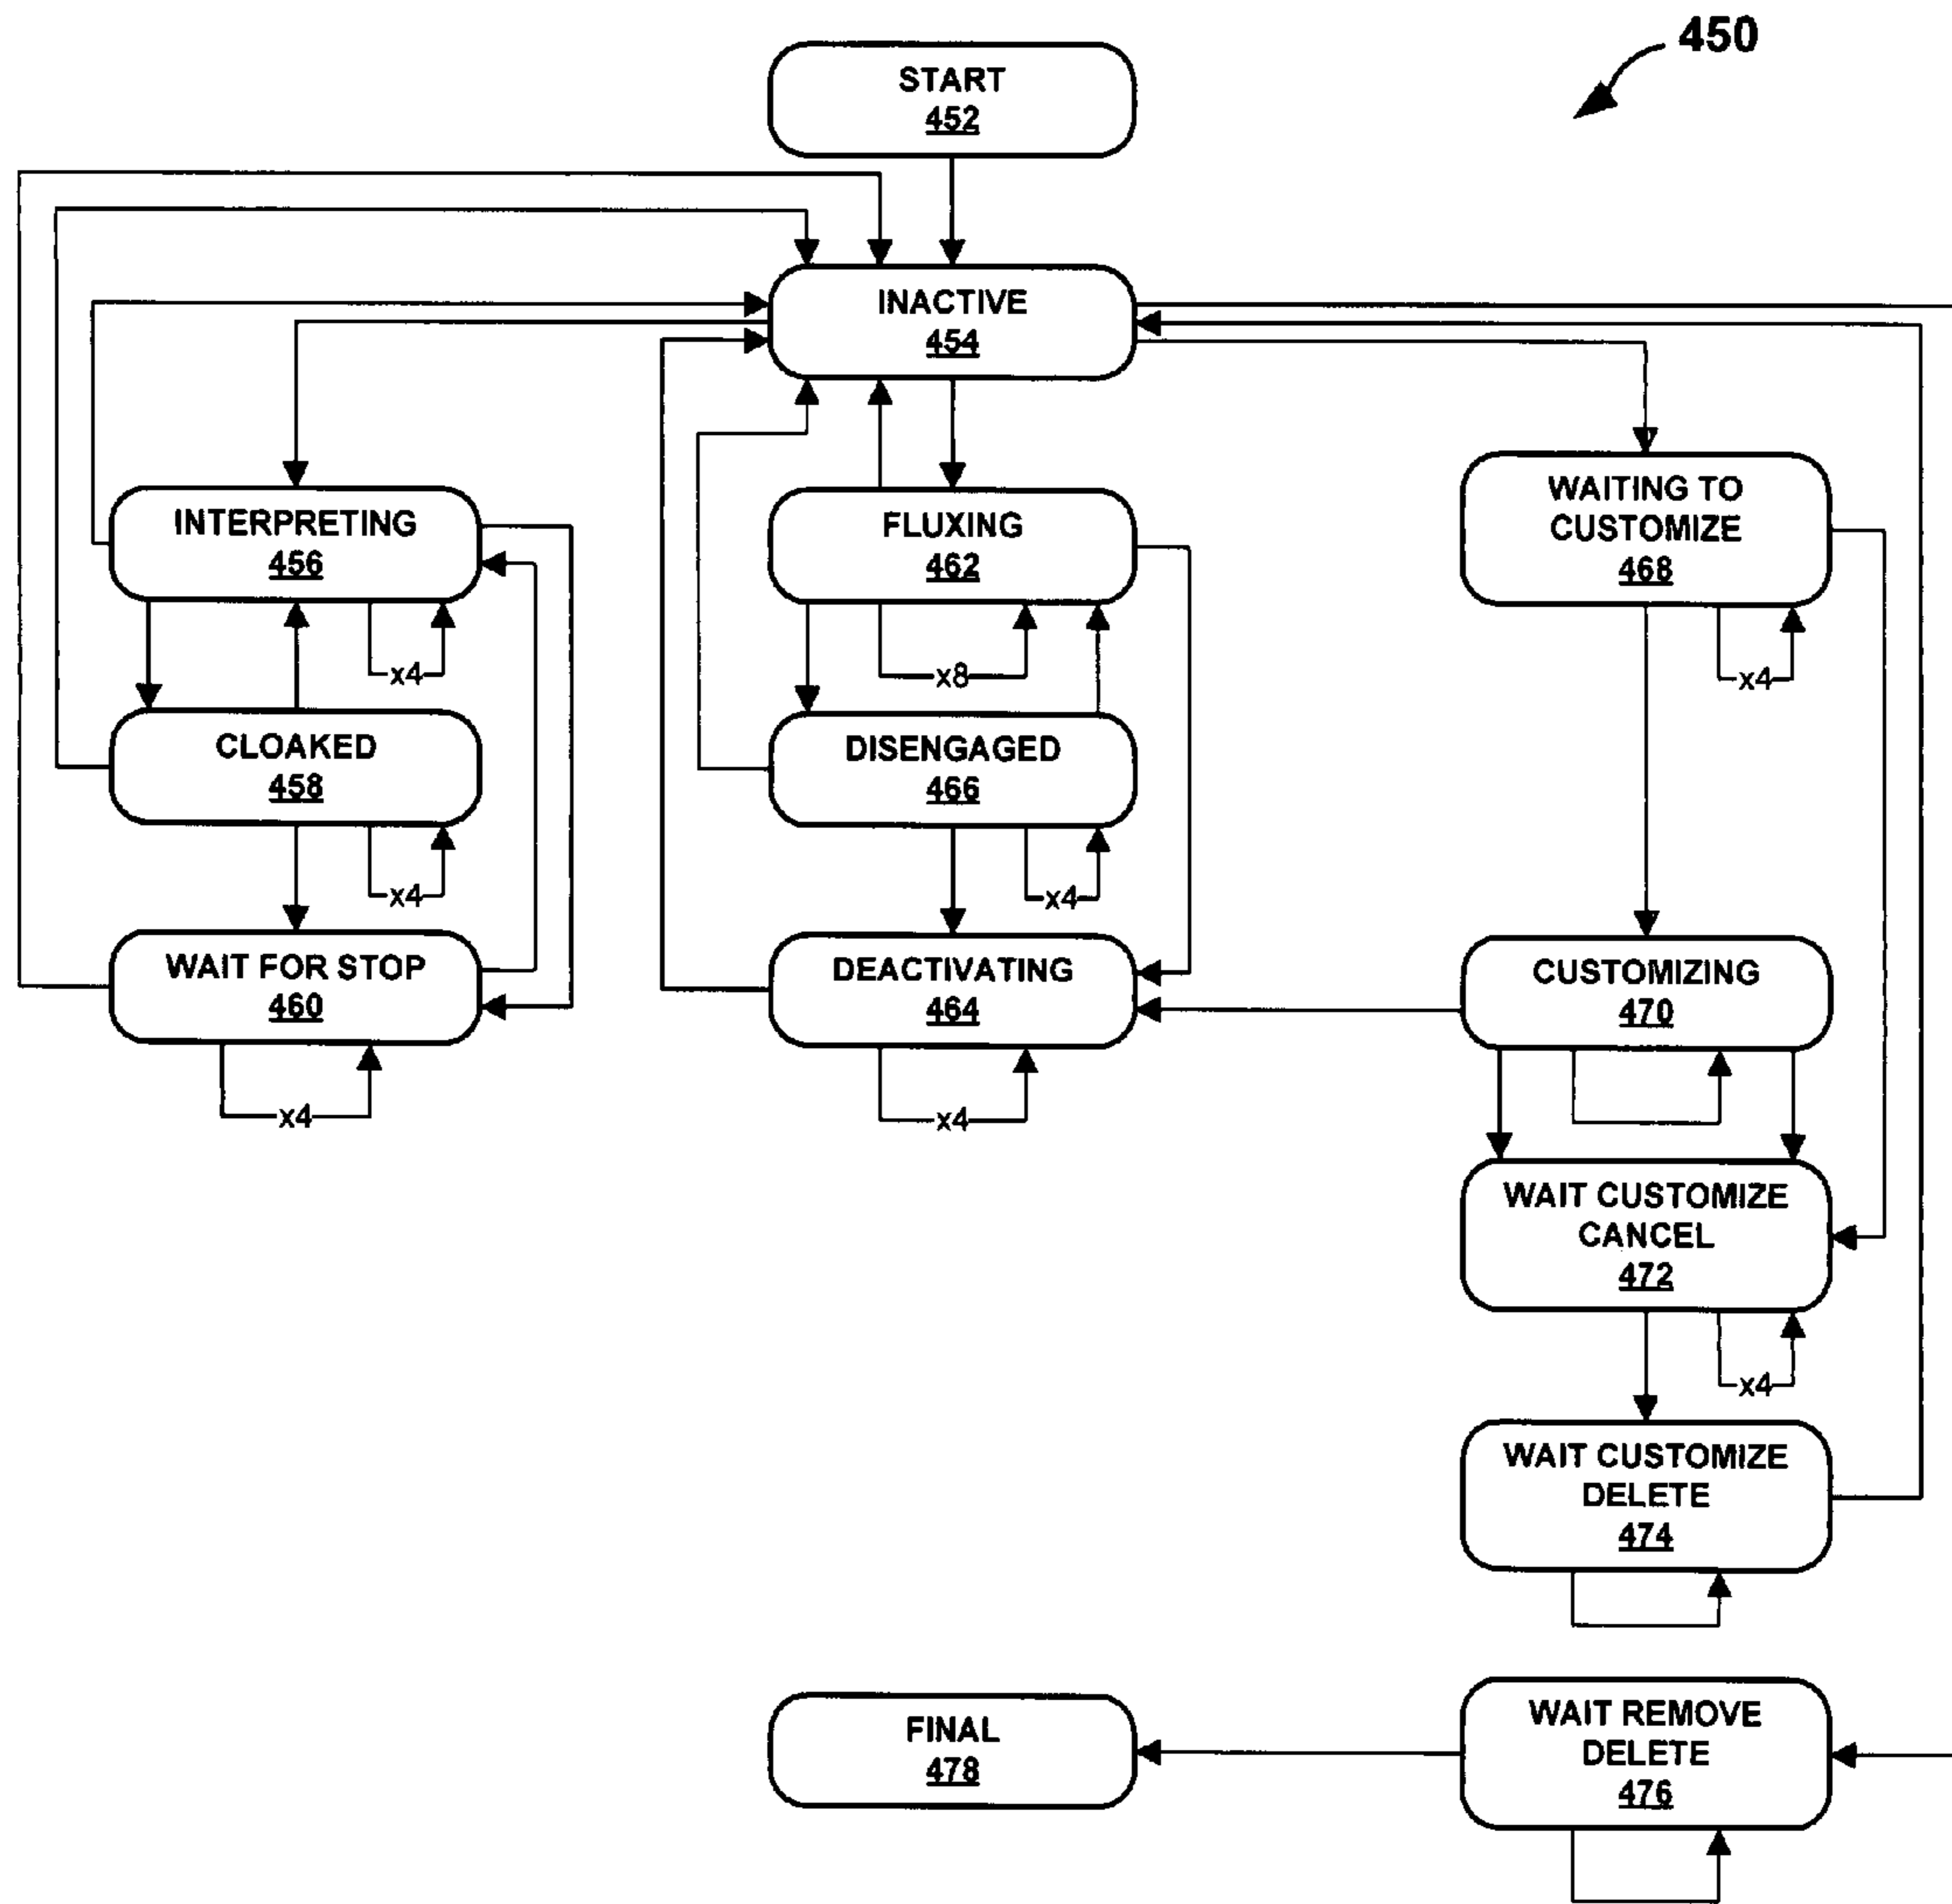 450
START
452
INACTIVE
454
INTERPRETING
456
FLUXING
462
WAITING TO
CUSTOMIZE
468
x4
x8
x4
CLOAKED
458
DISENGAGED
466
x4
x4
WAIT FOR STOP
460
DEACTIVATING
464
CUSTOMIZING
470
x4
x4
WAIT CUSTOMIZE
CANCEL
472
x4
WAIT CUSTOMIZE
DELETE
474
FINAL
478
WAIT REMOVE
DELETE
476